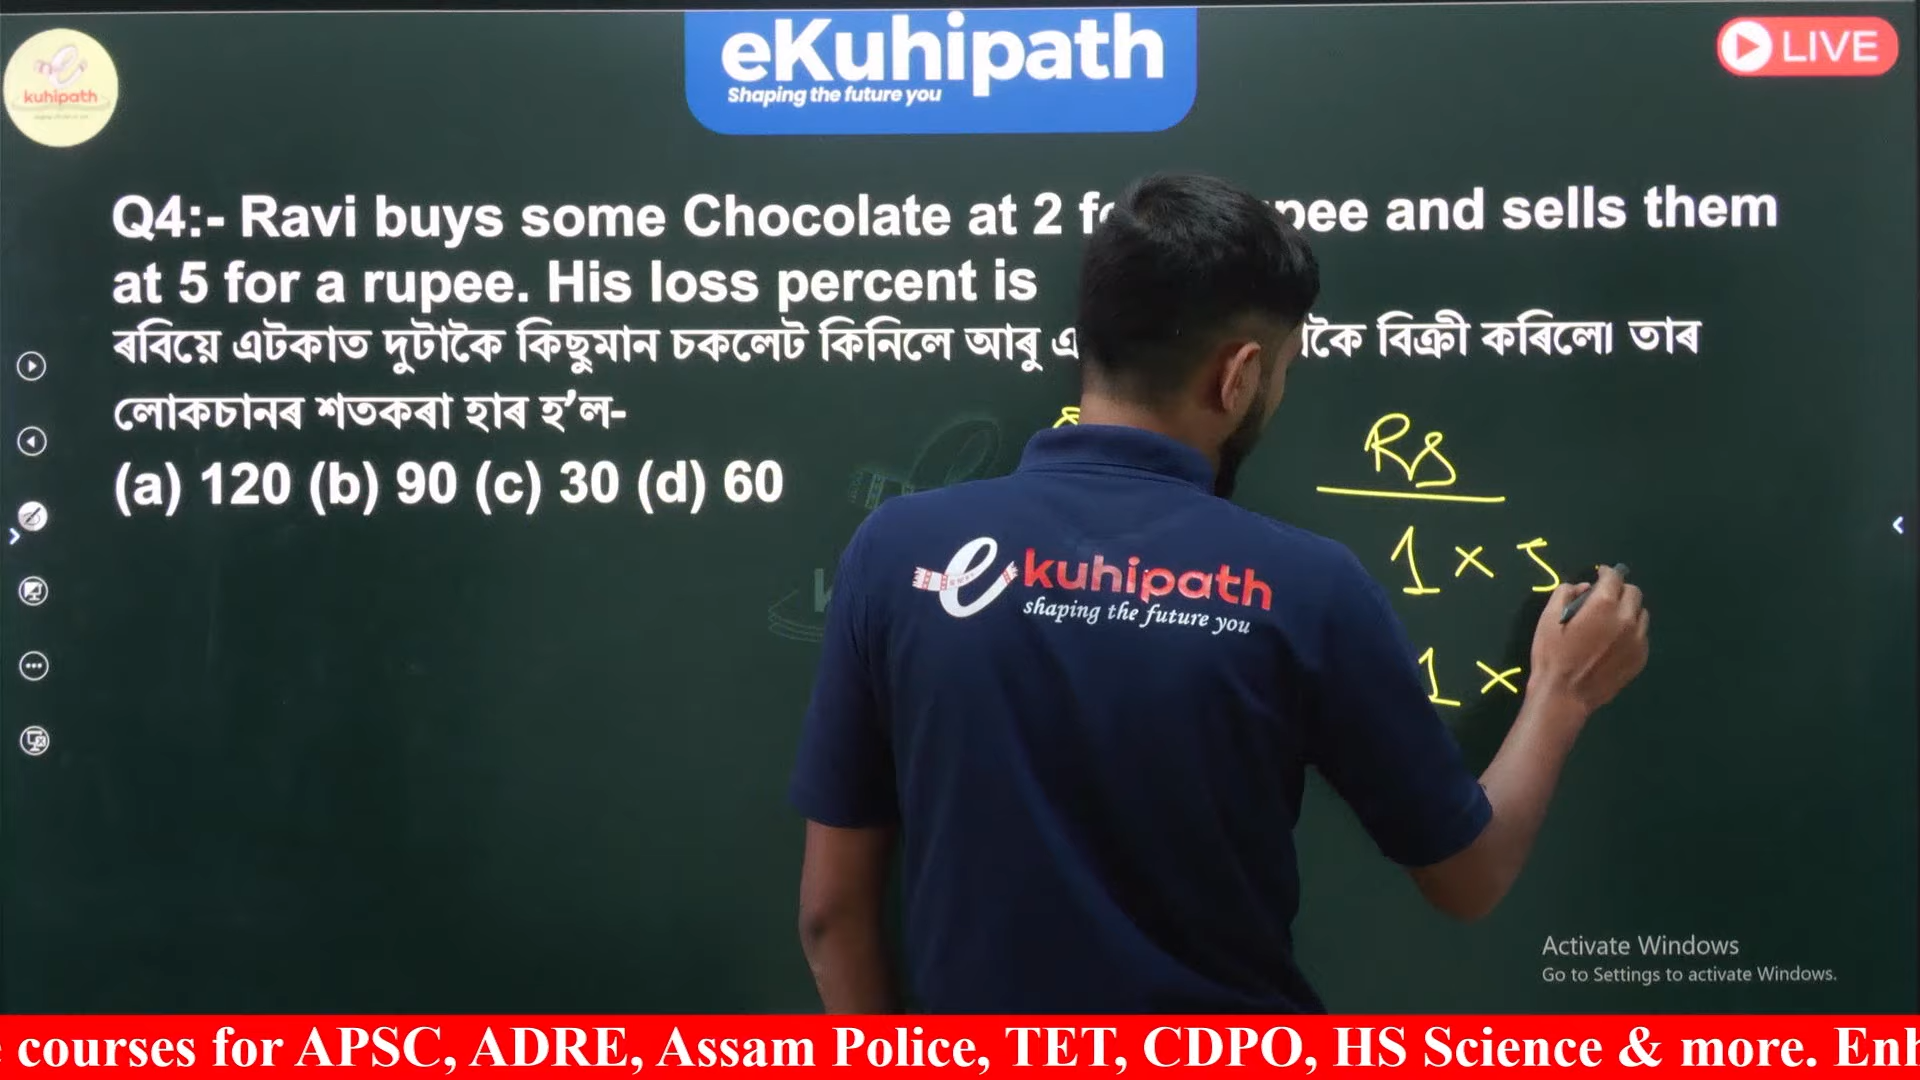 kuhipath
eKuhipath
Shaping the future you
LIVE
Q4:- Ravi buys some Chocolate at 2 and sells them
at 5 for a rupee. His loss percent is
ৰবিয়ে এটকাত দুটাকৈ কিছুমান চকলেট কিনিলে আৰু বিক্ৰী কৰিলে। তাৰ
লোকচানৰ শতকৰা হাৰ হ’ল-
(a) 120 (b) 90 (c) 30 (d) 60
Rs
1 × 5
1 ×
ekuhipath
shaping the future you
Activate Windows
Go to Settings to activate Windows.
courses for APSC, ADRE, Assam Police, TET, CDPO, HS Science & more.